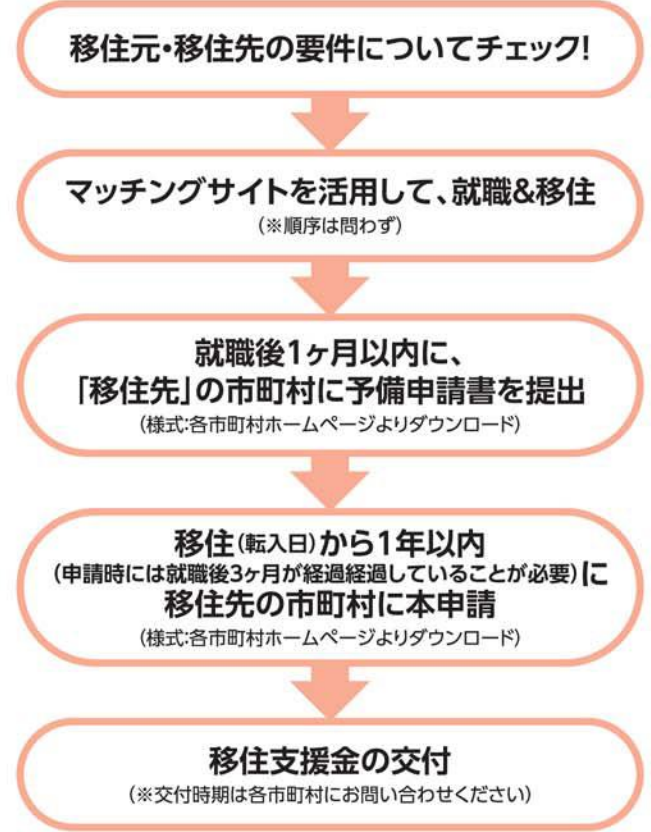 移住元・移住先の要件についてチェック!
マッチングサイトを活用して、就職&移住
(※順序は問わず)
就職後1ヶ月以内に、
「移住先」の市町村に予備申請書を提出
(様式:各市町村ホームページよりダウンロード)
移住(転入日)から1年以内
(申請時には就職後3ヶ月が経過経過していることが必要)に
移住先の市町村に本申請
(様式:各市町村ホームページよりダウンロード)
移住支援金の交付
(※交付時期は各市町村にお問い合わせください)